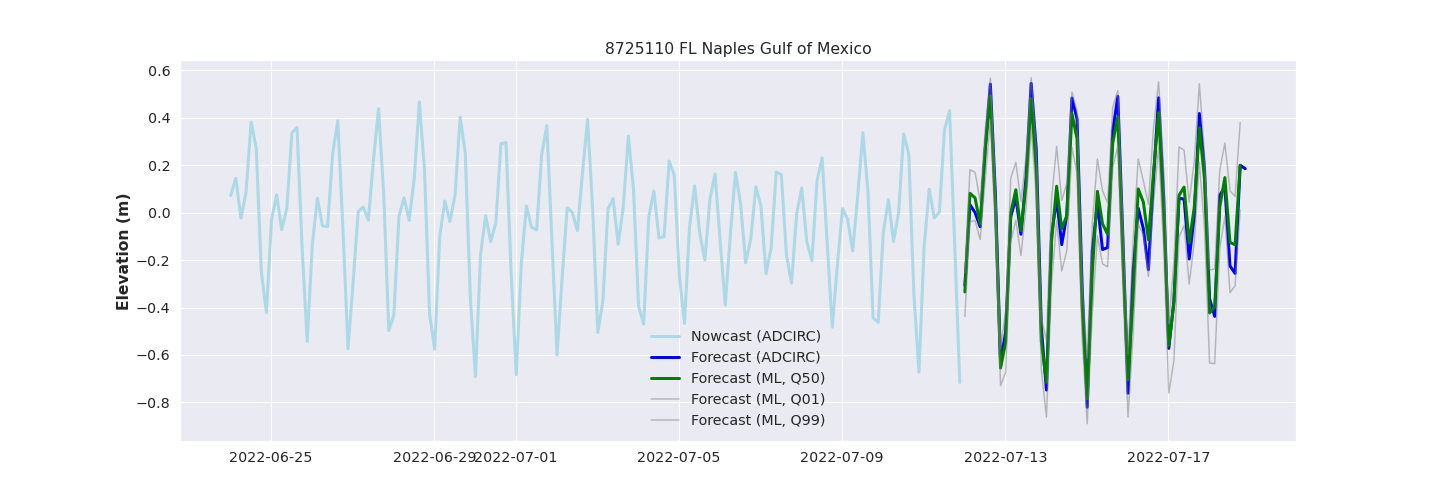 8725110 FL Naples Gulf of Mexico
Elevation (m)
0.6
0.4
0.2
0.0
−0.2
−0.4
−0.6
−0.8
Nowcast (ADCIRC)
Forecast (ADCIRC)
Forecast (ML, Q50)
Forecast (ML, Q01)
Forecast (ML, Q99)
2022-06-25 2022-06-29 2022-07-01 2022-07-05 2022-07-09 2022-07-13 2022-07-17